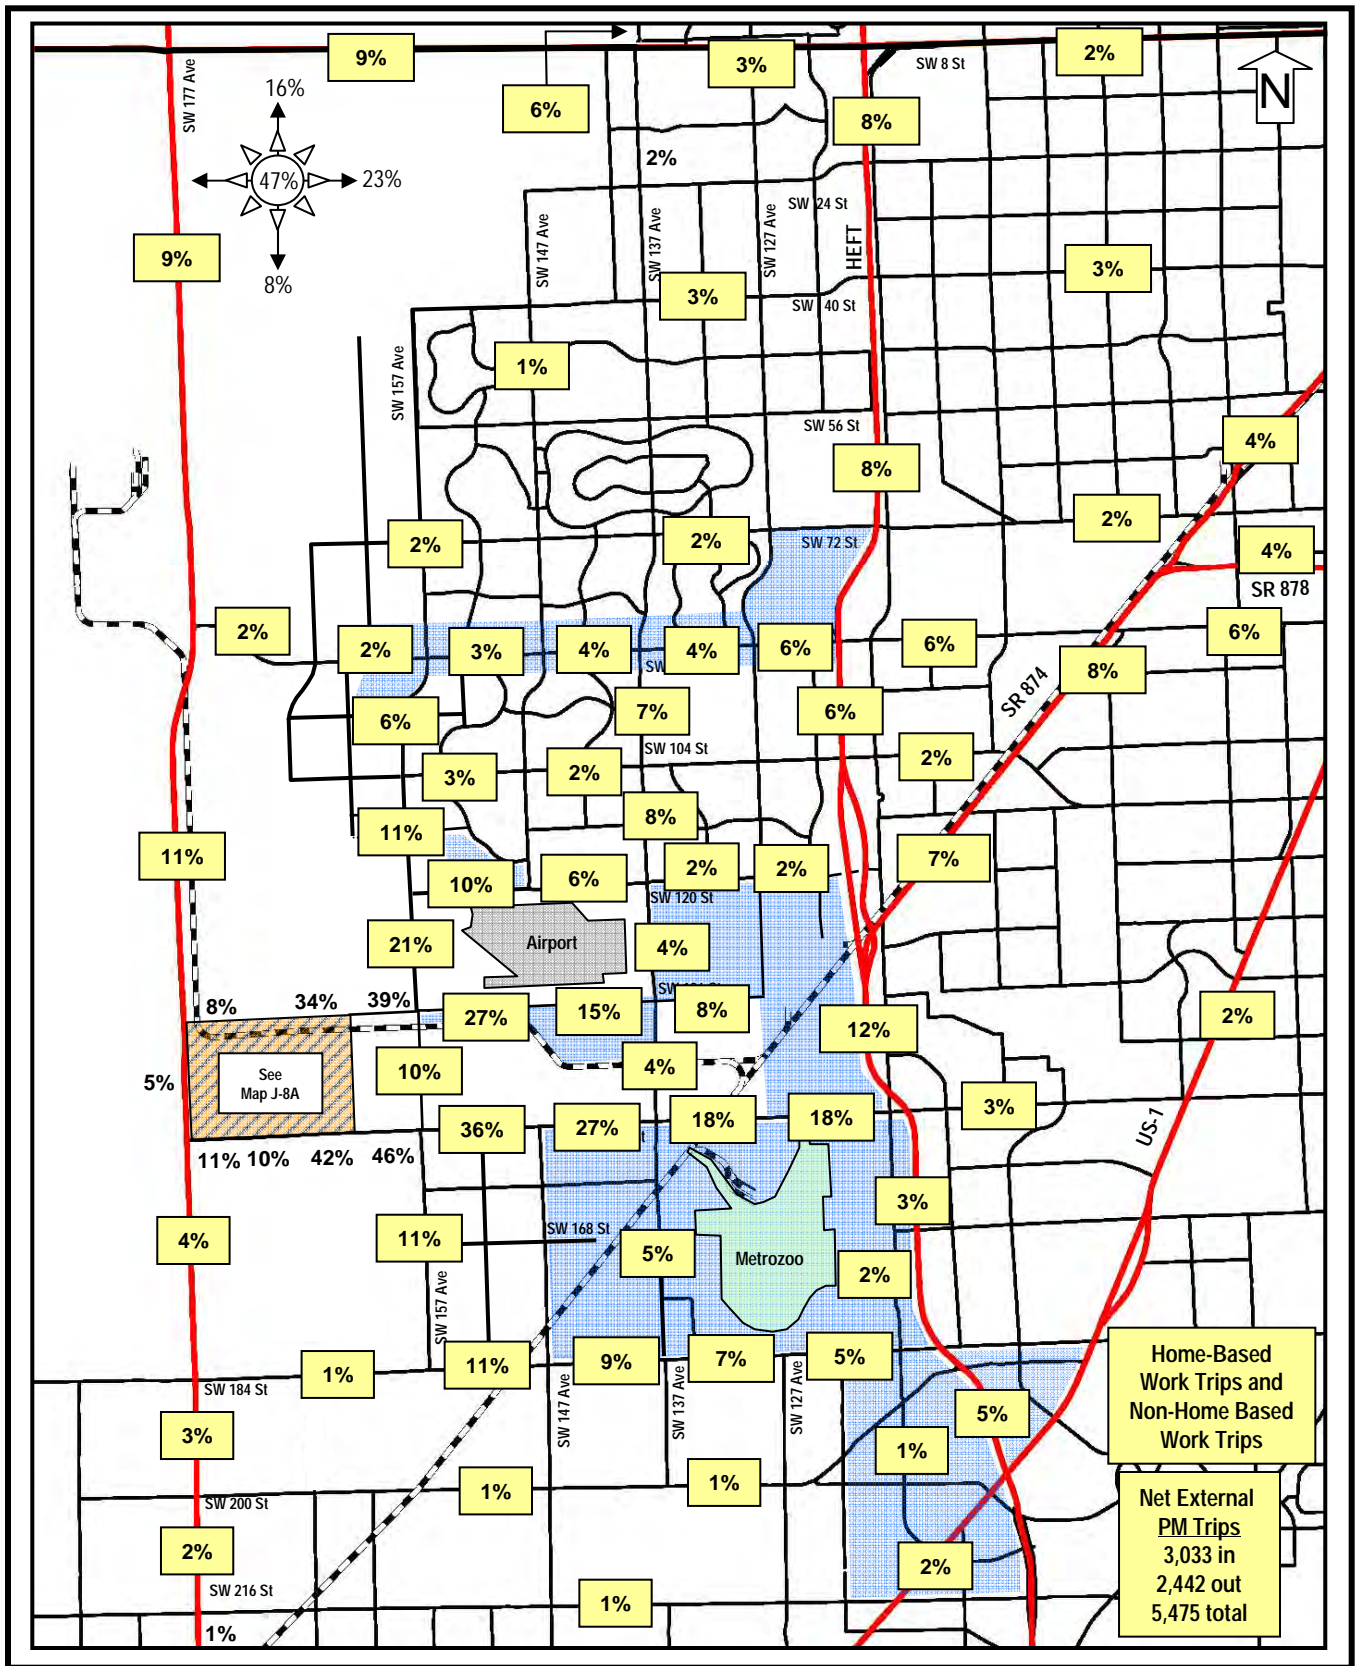 9%
3%
2%
SW 8 St
N
SW 177 Ave
16%
6%
8%
2%
47%
23%
SW 24 St
SW 147 Ave
SW 137 Ave
SW 127 Ave
HEFT
9%
8%
3%
3%
SW 40 St
SW 157 Ave
1%
SW 56 St
4%
8%
2%
2%
2%
SW 72 St
4%
SR 878
2%
2%
3%
4%
4%
6%
6%
6%
SW
8%
SR 874
6%
7%
6%
SW 104 St
3%
2%
2%
8%
11%
11%
7%
10%
6%
2%
2%
SW 120 St
21%
Airport
4%
8%
34%
39%
27%
15%
8%
12%
2%
See
Map J-8A
5%
10%
4%
3%
36%
27%
18%
18%
US-1
11%
10%
42%
46%
3%
4%
11%
SW 168 St
5%
Metrozoo
2%
SW 157 Ave
1%
11%
9%
7%
5%
SW 184 St
SW 147 Ave
SW 137 Ave
SW 127 Ave
Home-Based
Work Trips and
Non-Home Based
Work Trips
3%
5%
1%
1%
1%
SW 200 St
Net External
PM Trips
3,033 in
2,442 out
5,475 total
2%
2%
SW 216 St
1%
1%